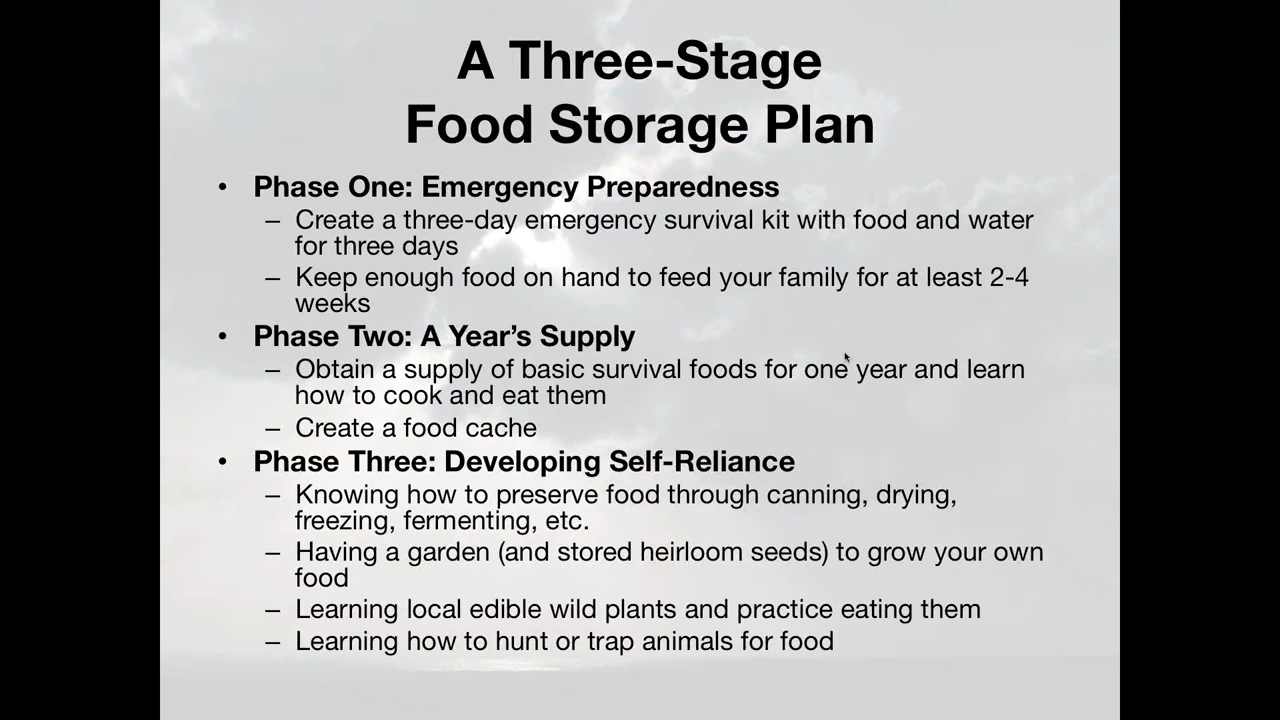 A Three-Stage
Food Storage Plan
• Phase One: Emergency Preparedness
– Create a three-day emergency survival kit with food and water
for three days
– Keep enough food on hand to feed your family for at least 2-4
weeks
• Phase Two: A Year’s Supply
– Obtain a supply of basic survival foods for one year and learn
how to cook and eat them
– Create a food cache
• Phase Three: Developing Self-Reliance
– Knowing how to preserve food through canning, drying,
freezing, fermenting, etc.
– Having a garden (and stored heirloom seeds) to grow your own
food
– Learning local edible wild plants and practice eating them
– Learning how to hunt or trap animals for food